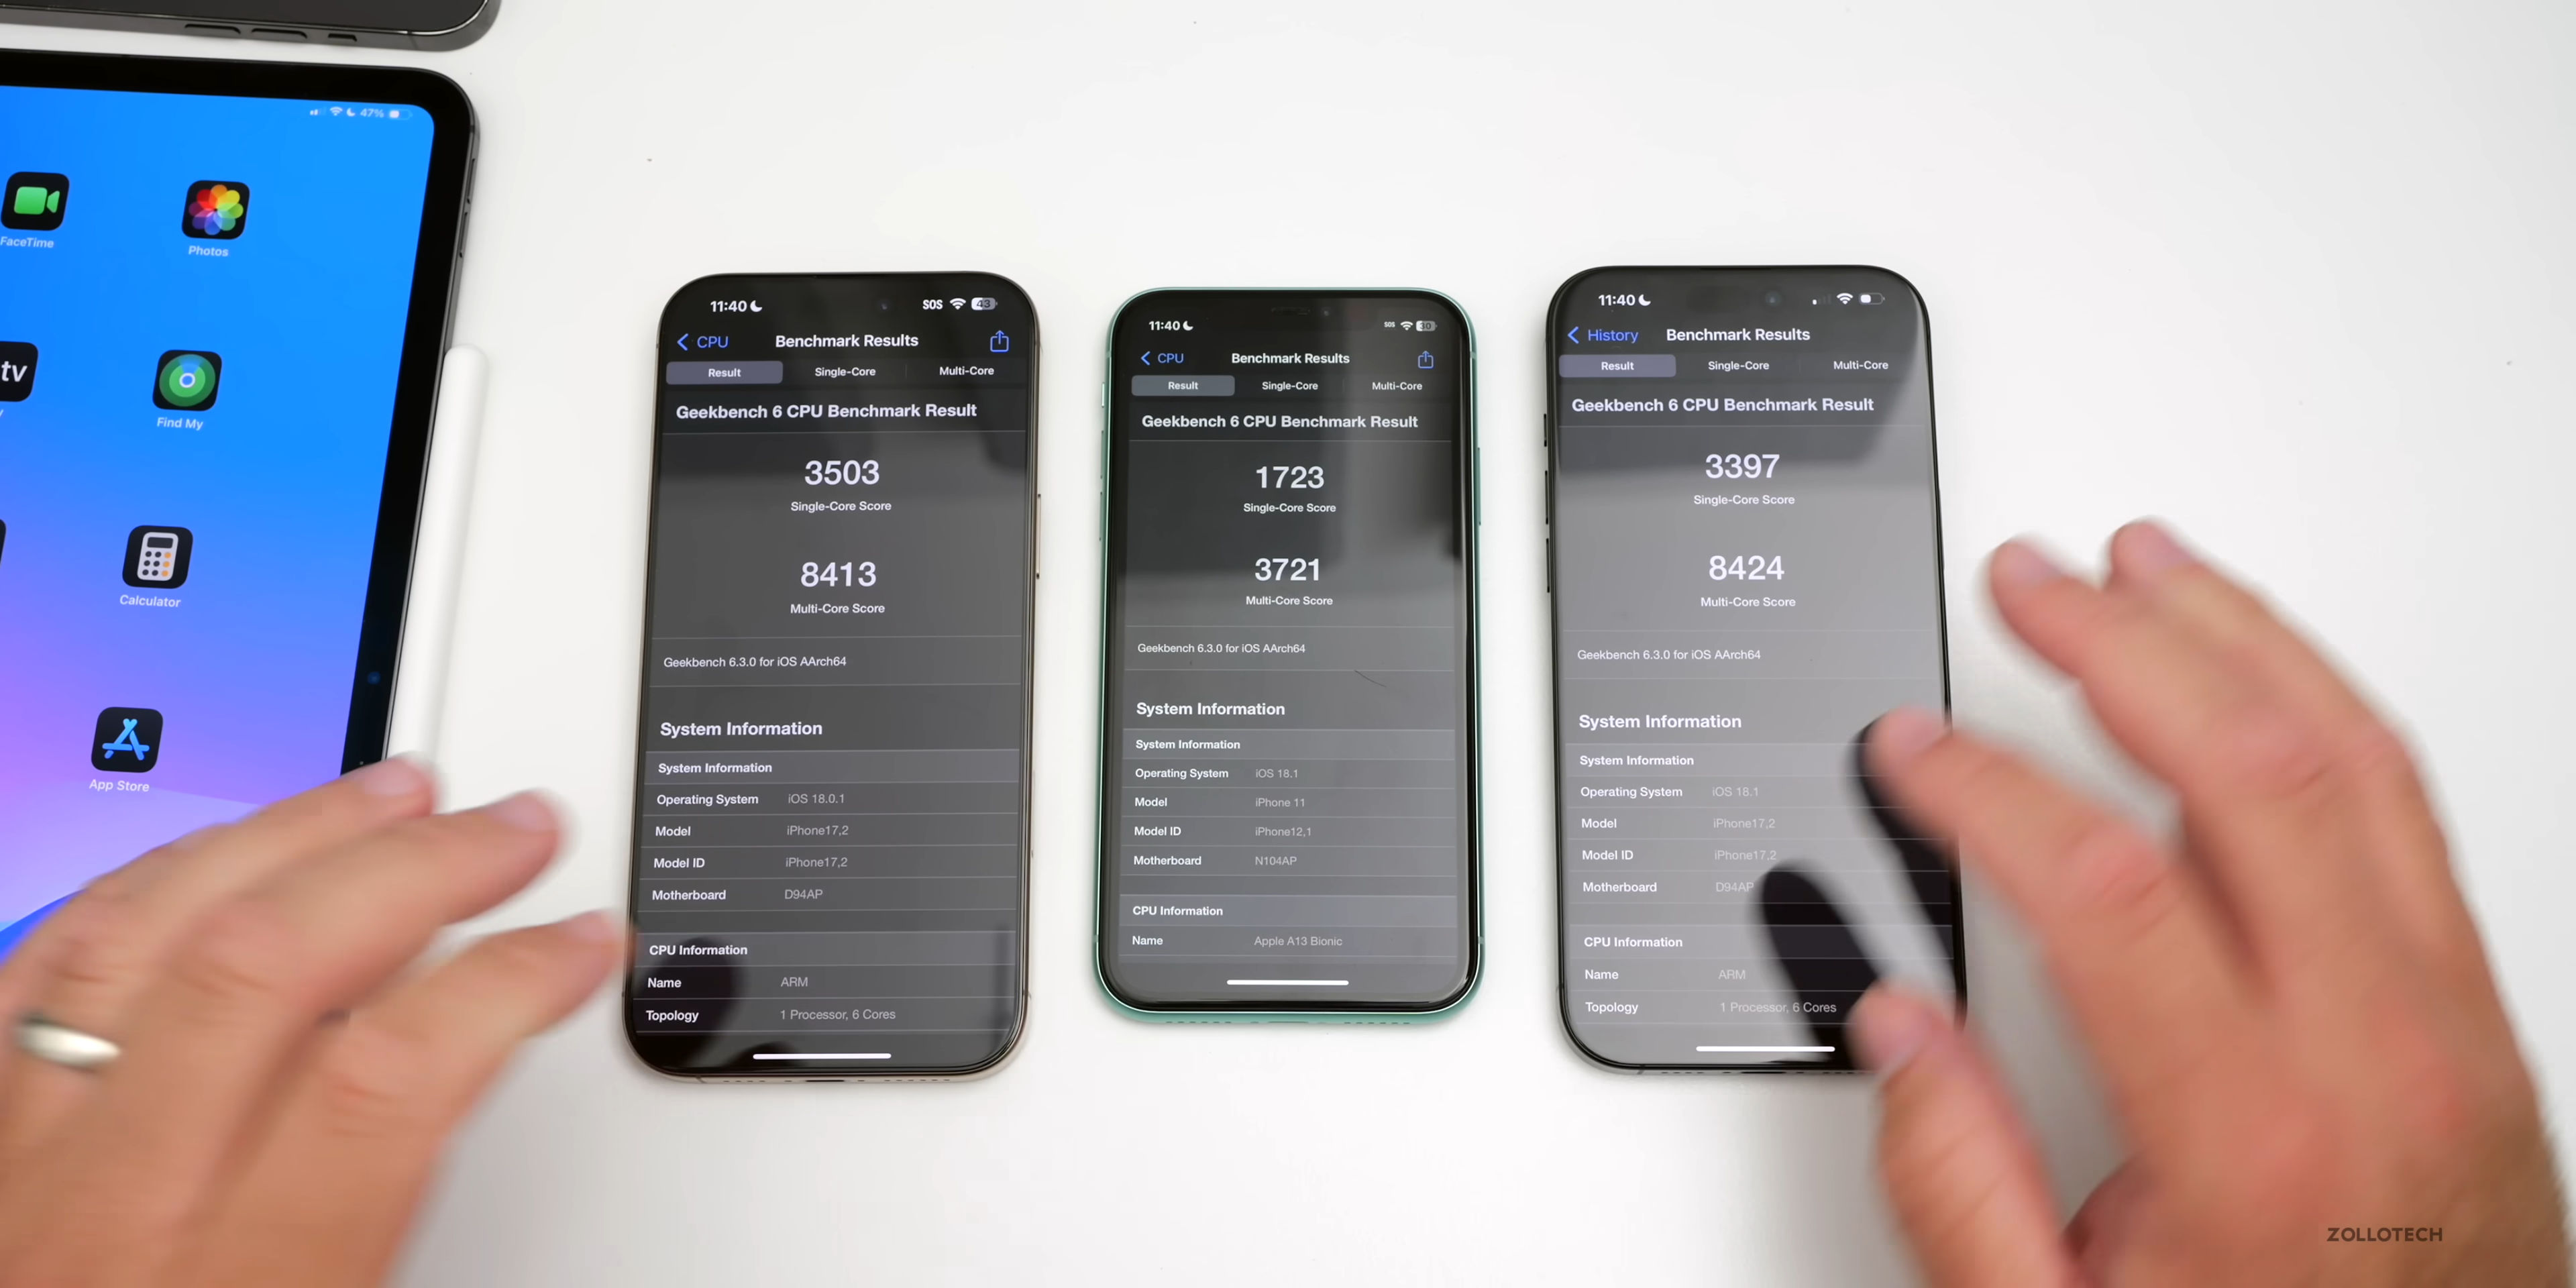 47%
FaceTime
Photos
tv
Find My
Calculator
App Store
11:40
SOS
43
CPU
Benchmark Results
Result
Single-Core
Multi-Core
Geekbench 6 CPU Benchmark Result
3503
Single-Core Score
8413
Multi-Core Score
Geekbench 6.3.0 for iOS AArch64
System Information
System Information
Operating System iOS 18.0.1
Model iPhone17,2
Model ID iPhone17,2
Motherboard D94AP
CPU Information
Name ARM
Topology 1 Processor, 6 Cores
11:40
SOS
CPU
Benchmark Results
Result
Single-Core
Multi-Core
Geekbench 6 CPU Benchmark Result
1723
Single-Core Score
3721
Multi-Core Score
Geekbench 6.3.0 for iOS AArch64
System Information
System Information
Operating System iOS 18.1
Model iPhone 11
Model ID iPhone12,1
Motherboard N104AP
CPU Information
Name Apple A13 Bionic
11:40
History
Benchmark Results
Result
Single-Core
Multi-Core
Geekbench 6 CPU Benchmark Result
3397
Single-Core Score
8424
Multi-Core Score
Geekbench 6.3.0 for iOS AArch64
System Information
System Information
Operating System iOS 18.1
Model iPhone17,2
Model ID iPhone17,2
Motherboard D94AP
CPU Information
Name ARM
Topology 1 Processor, 6 Cores
ZOLLOTECH